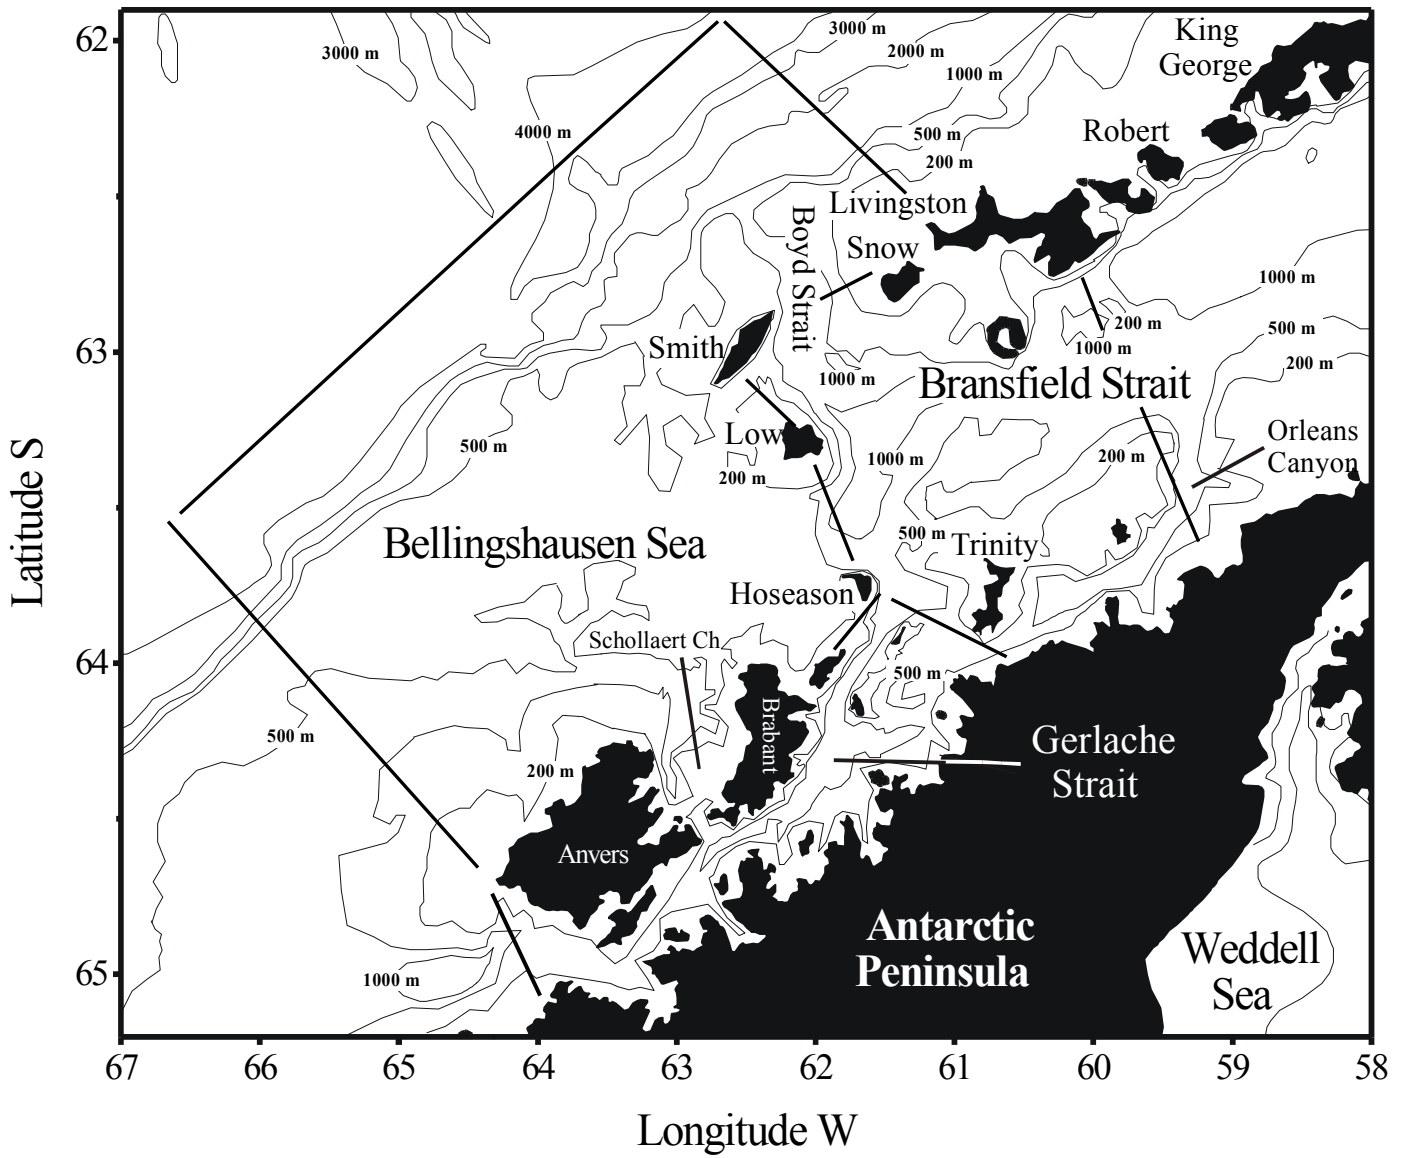 62
3000 m
3000 m
2000 m
1000 m
King
George
4000 m
500 m
200 m
Robert
Livingston
Snow
Boyd Strait
1000 m
200 m
500 m
1000 m
200 m
63
Smith
1000 m
Bransfield Strait
Low
500 m
200 m
1000 m
200 m
Orleans
Canyon
Bellingshausen Sea
500 m
Trinity
Hoseason
64
Schollaert Ch
500 m
500 m
200 m
Brabant
Gerlache
Strait
Anvers
Antarctic
Peninsula
Weddell
Sea
65
1000 m
67
66
65
64
63
62
61
60
59
58
Latitude S
Longitude W